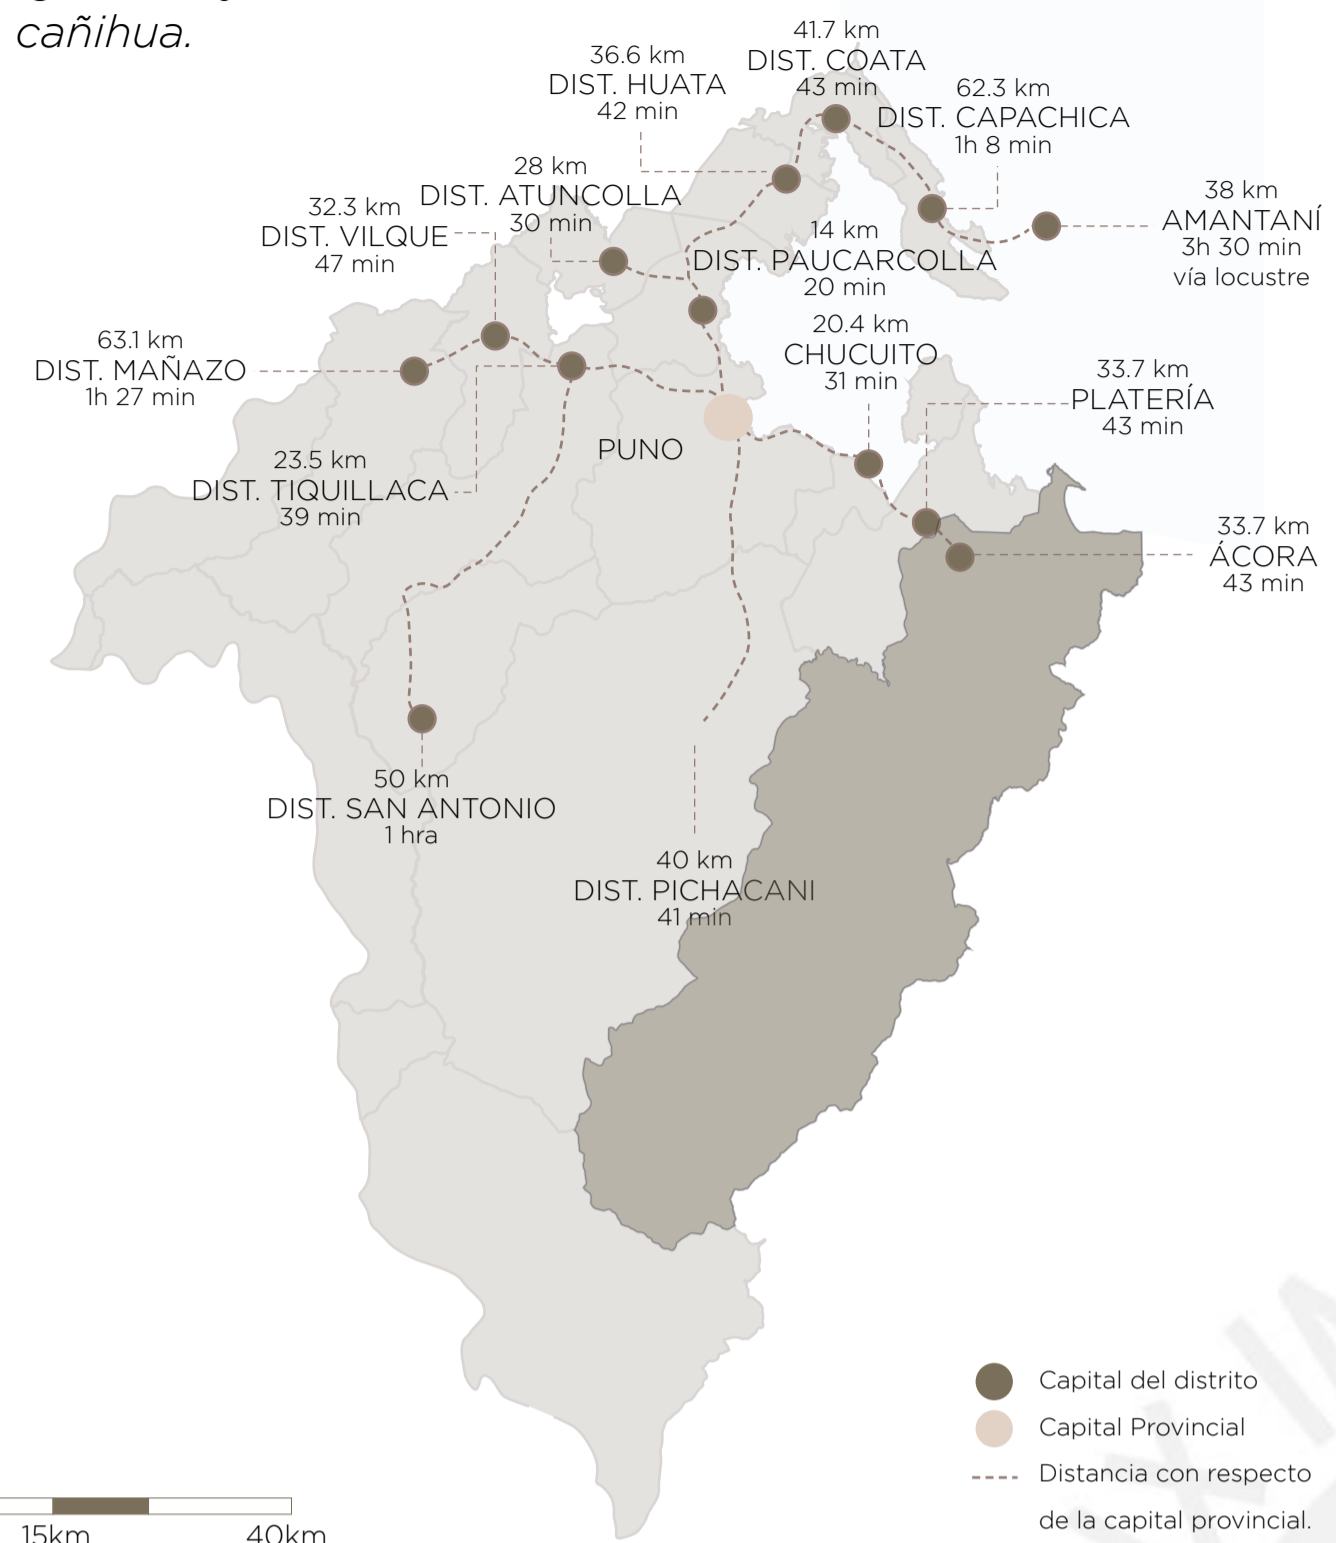 cañihua.
41.7 km
DIST. COATA
43 min
36.6 km
DIST. HUATA
42 min
62.3 km
DIST. CAPACHICA
1h 8 min
28 km
DIST. ATUNCOLLA
30 min
38 km
AMANTANÍ
3h 30 min
vía locustre
32.3 km
DIST. VILQUE
47 min
14 km
DIST. PAUCARCOLLA
20 min
63.1 km
DIST. MAÑAZO
1h 27 min
20.4 km
CHUCUITO
31 min
33.7 km
PLATERÍA
43 min
PUNO
23.5 km
DIST. TIQUILLACA
39 min
33.7 km
ÁCORA
43 min
50 km
DIST. SAN ANTONIO
1 hra
40 km
DIST. PICHACANI
41 min
Capital del distrito
Capital Provincial
Distancia con respecto
de la capital provincial.
15km
40km